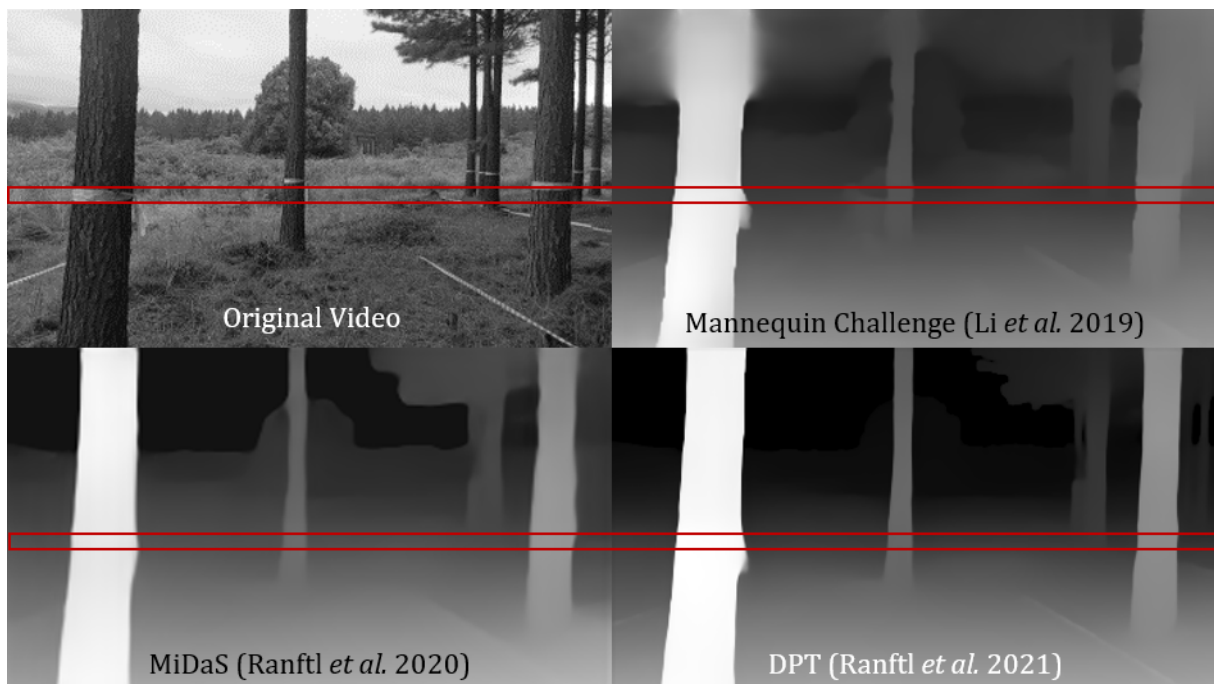 Original Video
Mannequin Challenge (Li et al. 2019)
MiDaS (Ranftl et al. 2020)
DPT (Ranftl et al. 2021)